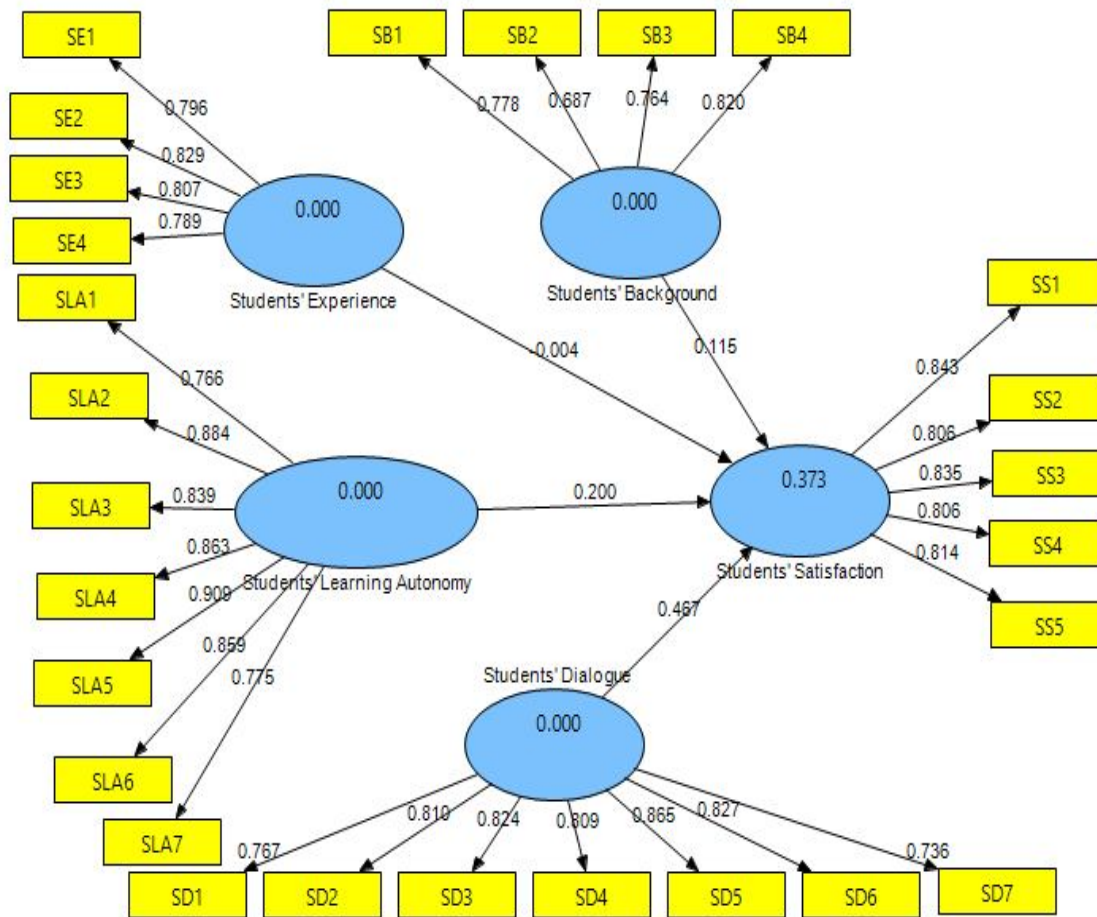 SE1
SB1
SB2
SB3
SB4
0.796
0.778
0.687
0.764
0.820
SE2
0.829
SE3
0.807
SE4
0.789
0.000
Students' Experience
0.000
Students' Background
SLA1
0.766
SLA2
0.884
SLA3
0.839
SLA4
0.863
SLA5
0.909
SLA6
0.859
SLA7
0.775
0.000
Students' Learning Autonomy
-0.004
0.115
0.200
0.467
0.373
Students' Satisfaction
SS1
0.843
SS2
0.806
SS3
0.835
SS4
0.806
SS5
0.814
Students' Dialogue
0.000
0.767
0.810
0.824
0.809
0.865
0.827
0.736
SD1
SD2
SD3
SD4
SD5
SD6
SD7